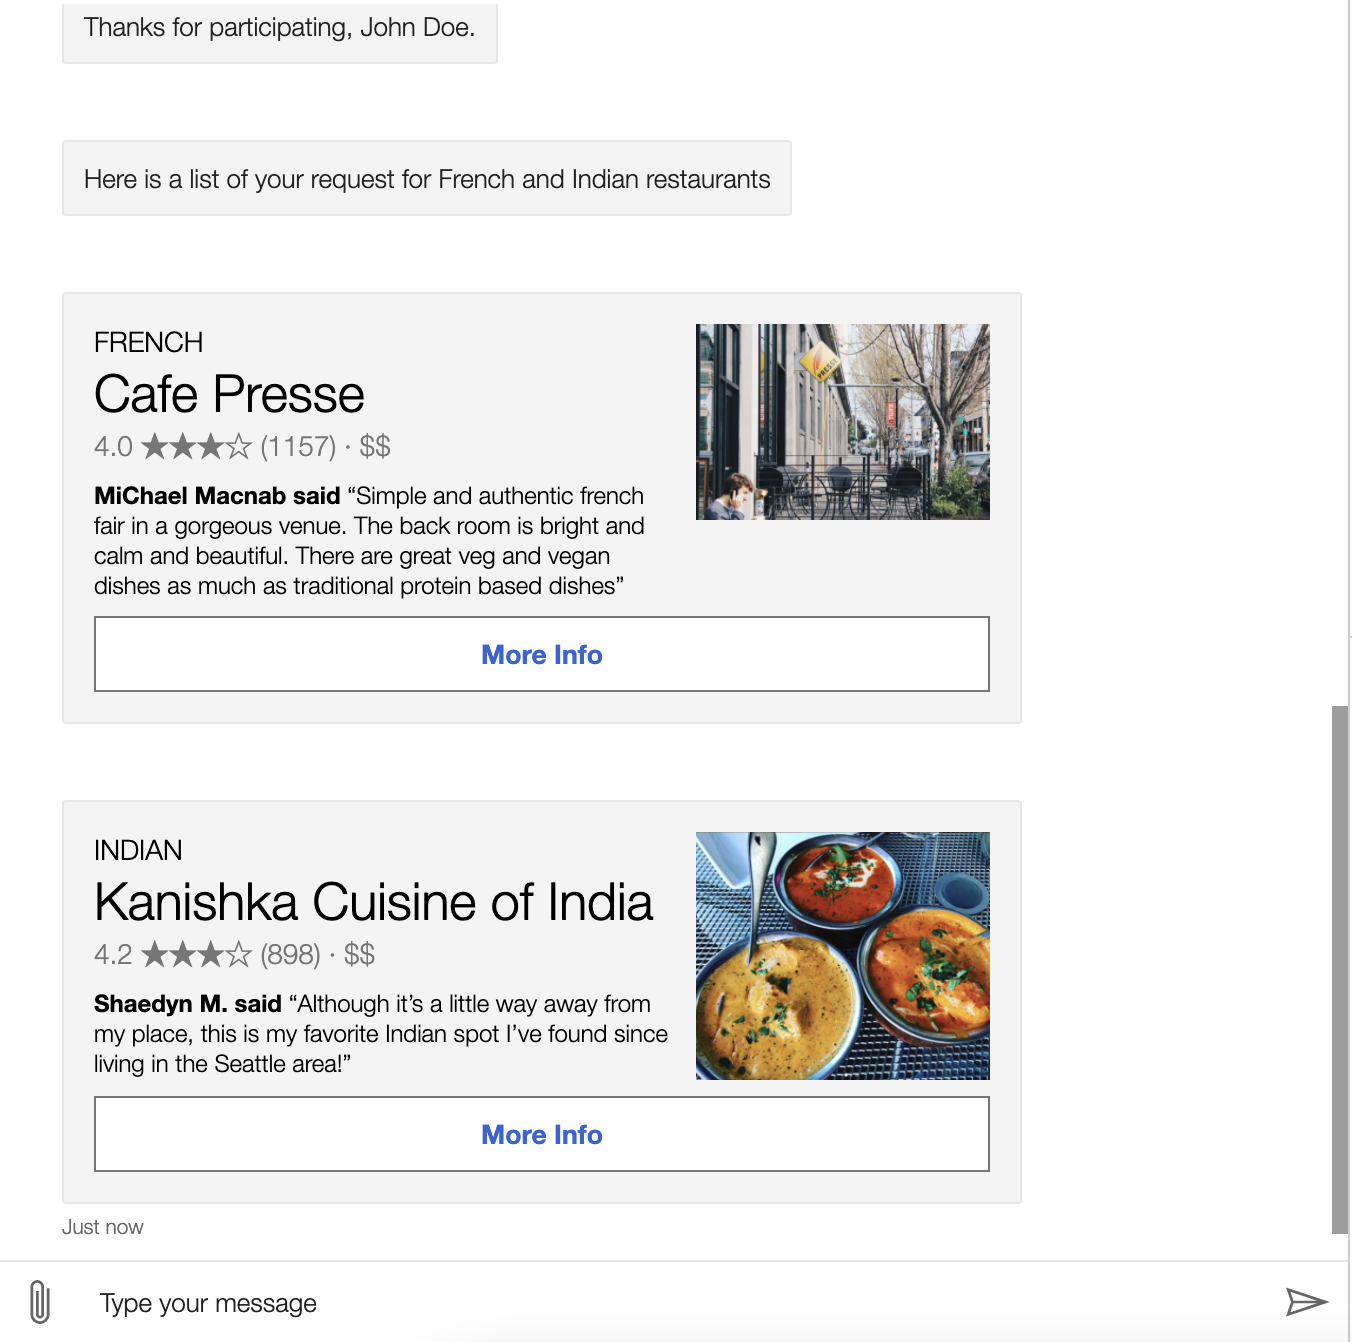 Thanks for participating, John Doe.
Here is a list of your request for French and Indian restaurants
FRENCH
Cafe Presse
4.0 ★★★☆ (1157) · $$
PRESSE
MiChael Macnab said “Simple and authentic french
fair in a gorgeous venue. The back room is bright and
calm and beautiful. There are great veg and vegan
dishes as much as traditional protein based dishes”
More Info
INDIAN
Kanishka Cuisine of India
4.2 ★★★☆ (898) · $$
Shaedyn M. said “Although it’s a little way away from
my place, this is my favorite Indian spot I’ve found since
living in the Seattle area!”
More Info
Just now
Type your message